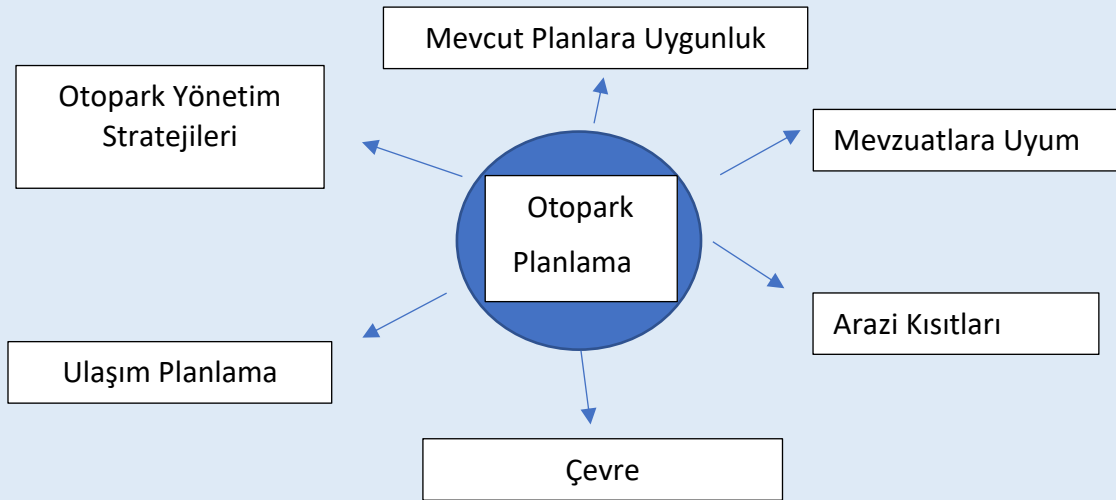 Mevcut Planlara Uygunluk
Otopark Yönetim
Stratejileri
Mevzuatlara Uyum
Otopark
Planlama
Arazi Kısıtları
Ulaşım Planlama
Çevre